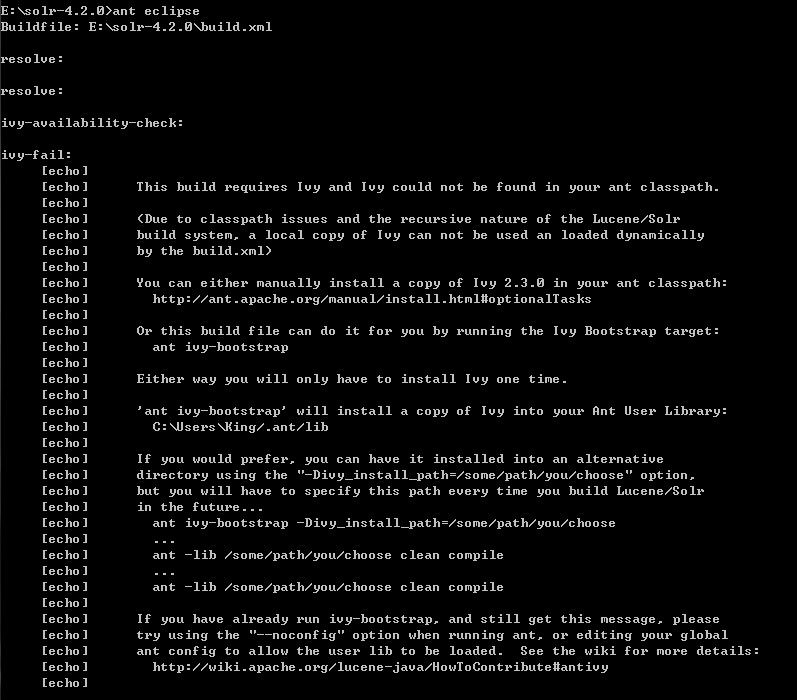 E:\solr-4.2.0>ant eclipse
Buildfile: E:\solr-4.2.0\build.xml
resolve:
resolve:
ivy-availability-check:
ivy-fail:
[echo]
[echo] This build requires Ivy and Ivy could not be found in your ant classpath.
[echo]
[echo] (Due to classpath issues and the recursive nature of the Lucene/Solr
[echo] build system, a local copy of Ivy can not be used an loaded dynamically
[echo] by the build.xml)
[echo]
[echo] You can either manually install a copy of Ivy 2.3.0 in your ant classpath:
[echo] http://ant.apache.org/manual/install.html#optionalTasks
[echo]
[echo] Or this build file can do it for you by running the Ivy Bootstrap target:
[echo] ant ivy-bootstrap
[echo]
[echo] Either way you will only have to install Ivy one time.
[echo]
[echo] 'ant ivy-bootstrap' will install a copy of Ivy into your Ant User Library:
[echo] C:\Users\King/.ant/lib
[echo]
[echo] If you would prefer, you can have it installed into an alternative
[echo] directory using the "-Divy_install_path=/some/path/you/choose" option,
[echo] but you will have to specify this path every time you build Lucene/Solr
[echo] in the future...
[echo] ant ivy-bootstrap -Divy_install_path=/some/path/you/choose
[echo] ...
[echo] ant -lib /some/path/you/choose clean compile
[echo] ...
[echo] ant -lib /some/path/you/choose clean compile
[echo]
[echo] If you have already run ivy-bootstrap, and still get this message, please
[echo] try using the "--noconfig" option when running ant, or editing your global
[echo] ant config to allow the user lib to be loaded.  See the wiki for more details:
[echo] http://wiki.apache.org/lucene-java/HowToContribute#antivy
[echo]